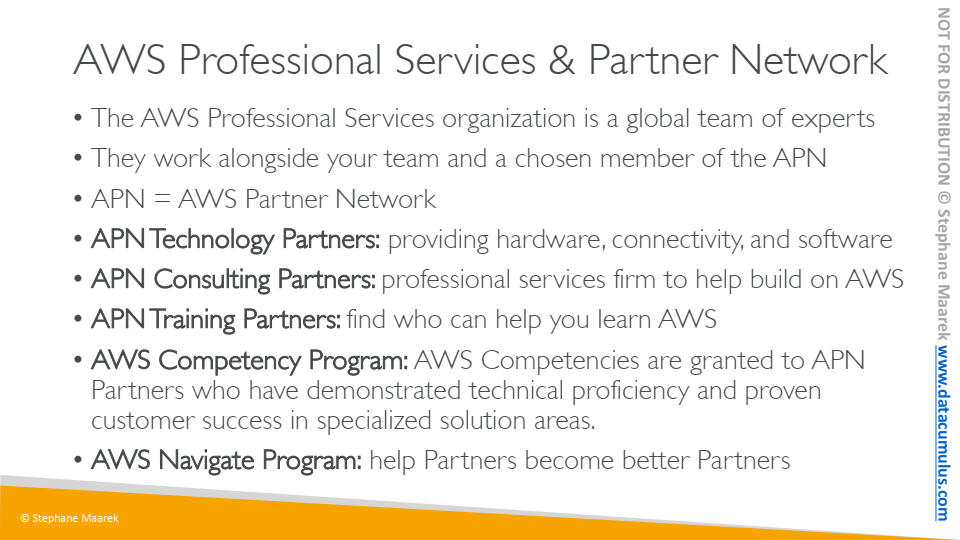 AWS Professional Services & Partner Network
• The AWS Professional Services organization is a global team of experts
• They work alongside your team and a chosen member of the APN
• APN = AWS Partner Network
• APN Technology Partners: providing hardware, connectivity, and software
• APN Consulting Partners: professional services firm to help build on AWS
• APN Training Partners: find who can help you learn AWS
• AWS Competency Program: AWS Competencies are granted to APN
Partners who have demonstrated technical proficiency and proven
customer success in specialized solution areas.
• AWS Navigate Program: help Partners become better Partners
© Stephane Maarek
NOT FOR DISTRIBUTION © Stephane Maarek www.datacumulus.com